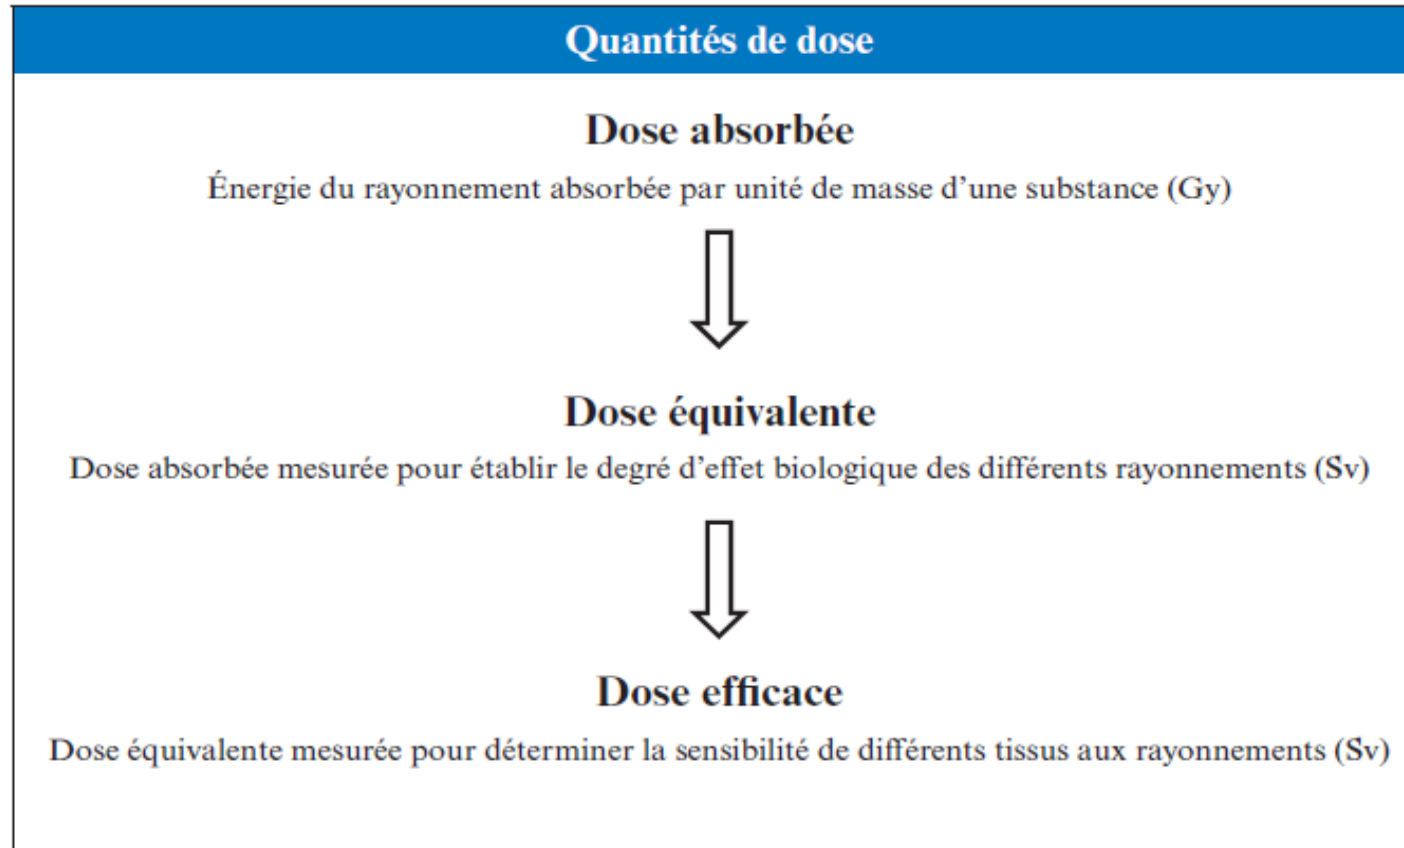 Quantités de dose
Dose absorbée
Énergie du rayonnement absorbée par unité de masse d’une substance (Gy)
Dose équivalente
Dose absorbée mesurée pour établir le degré d’effet biologique des différents rayonnements (Sv)
Dose efficace
Dose équivalente mesurée pour déterminer la sensibilité de différents tissus aux rayonnements (Sv)